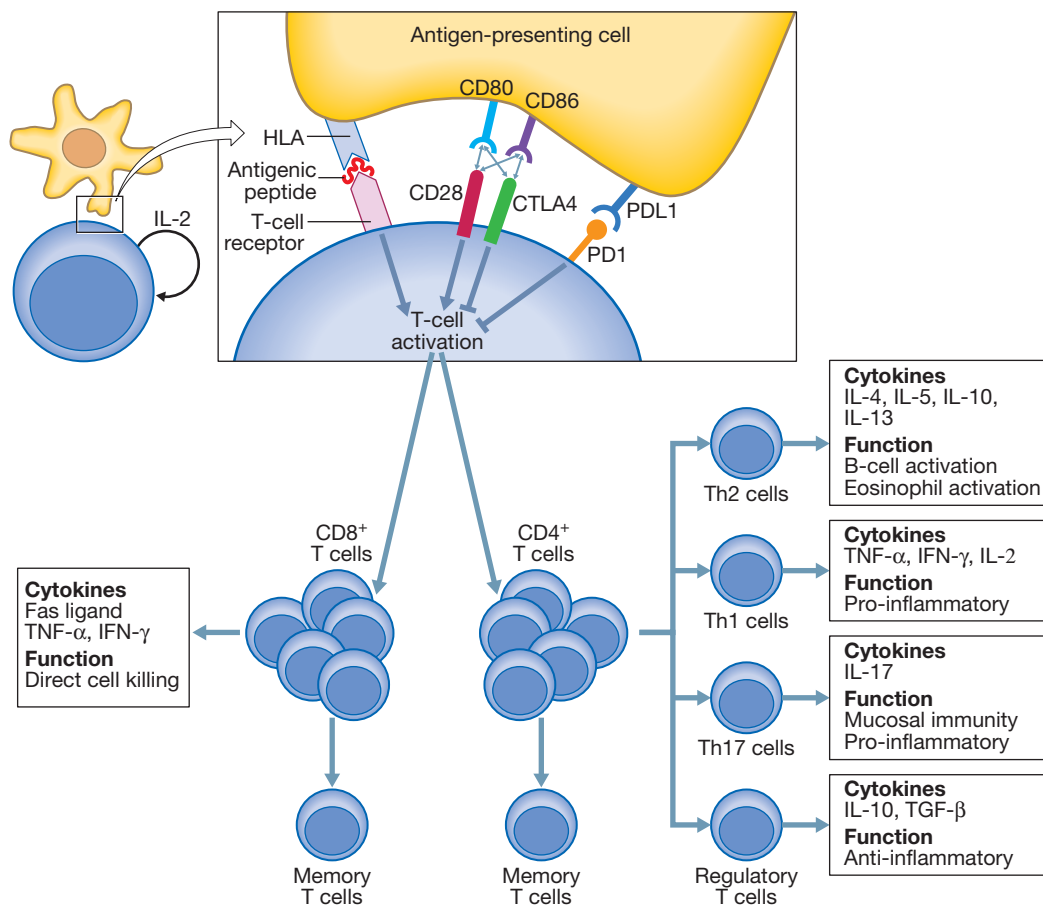 Antigen-presenting cell
CD80
CD86
HLA
Antigenic
peptide
T-cell
receptor
CD28
CTLA4
PDL1
PD1
IL-2
T-cell
activation
CD8⁺
T cells
CD4⁺
T cells
Cytokines
Fas ligand
TNF-α, IFN-γ
Function
Direct cell killing
Memory
T cells
Memory
T cells
Th2 cells
Cytokines
IL-4, IL-5, IL-10,
IL-13
Function
B-cell activation
Eosinophil activation
Th1 cells
Cytokines
TNF-α, IFN-γ, IL-2
Function
Pro-inflammatory
Th17 cells
Cytokines
IL-17
Function
Mucosal immunity
Pro-inflammatory
Regulatory
T cells
Cytokines
IL-10, TGF-β
Function
Anti-inflammatory